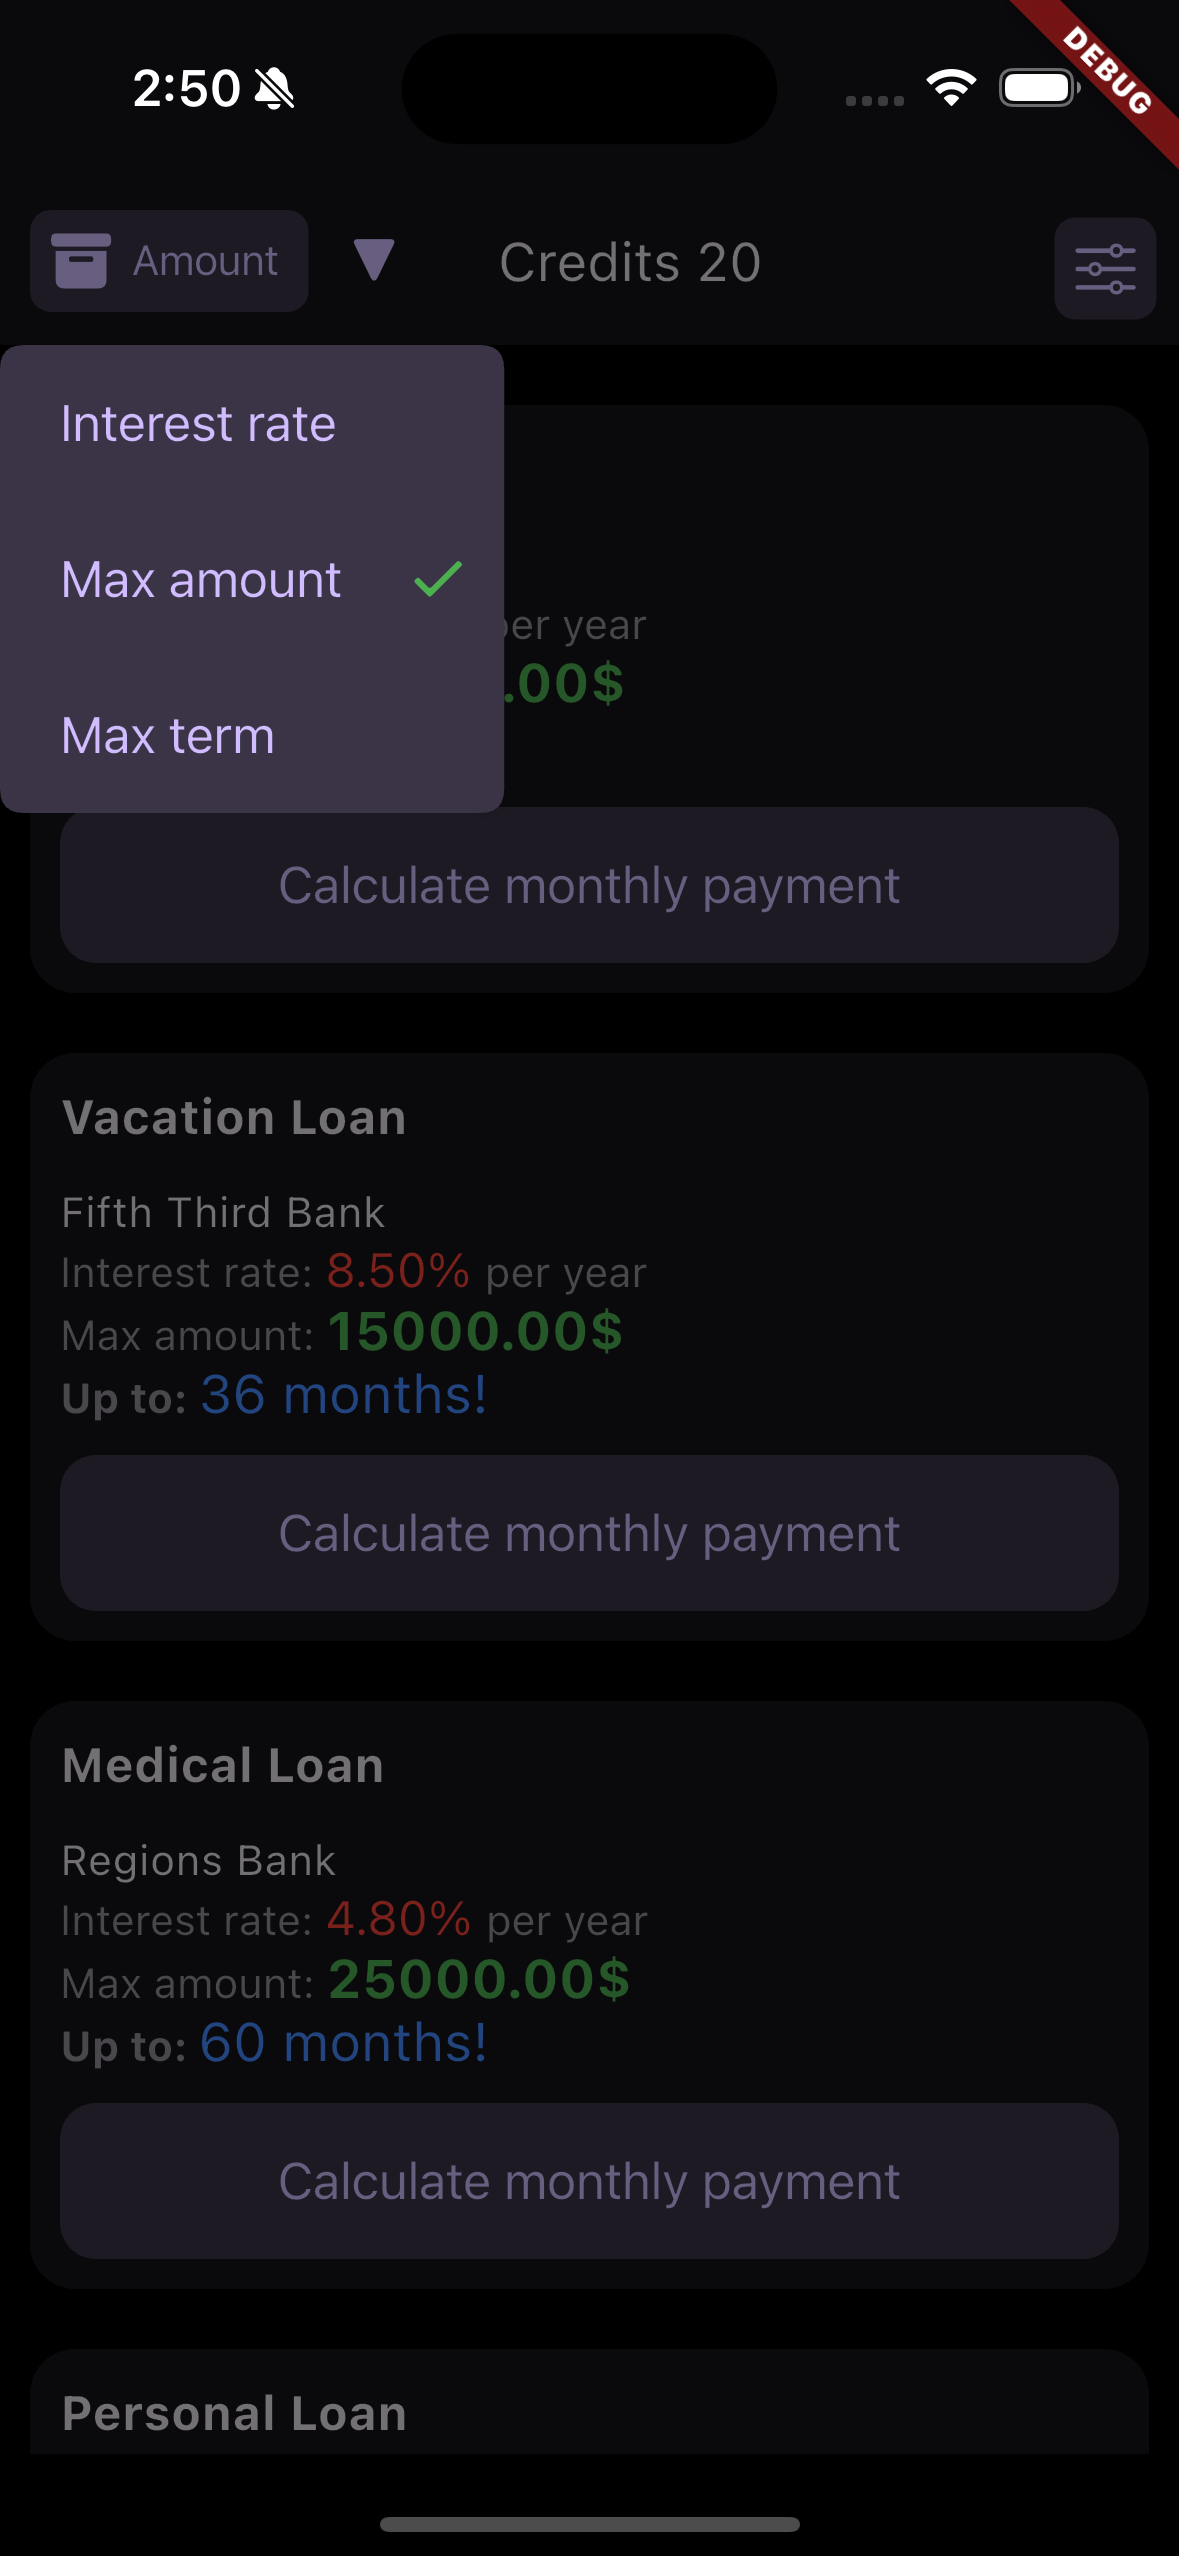 2:50
DEBUG
Amount
Credits 20
Interest rate
Max amount
Max term
per year
.00$
Calculate monthly payment
Vacation Loan
Fifth Third Bank
Interest rate: 8.50% per year
Max amount: 15000.00$
Up to: 36 months!
Calculate monthly payment
Medical Loan
Regions Bank
Interest rate: 4.80% per year
Max amount: 25000.00$
Up to: 60 months!
Calculate monthly payment
Personal Loan